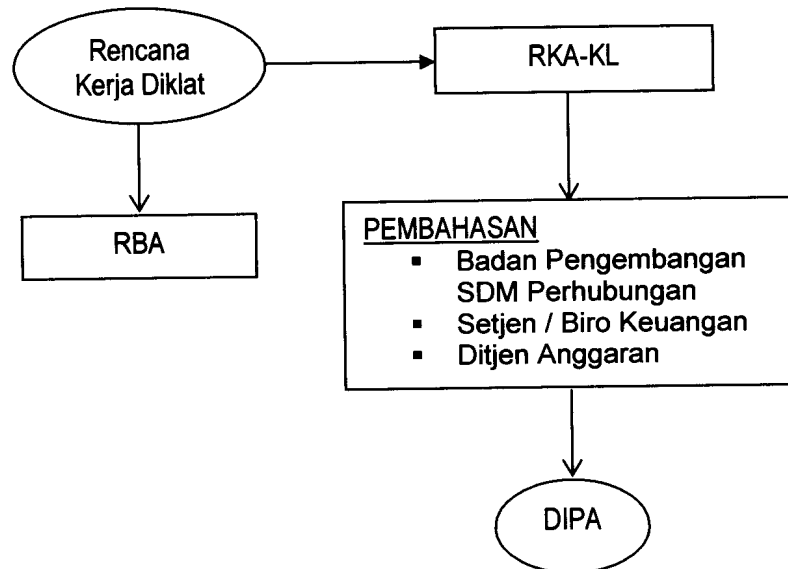 Rencana
Kerja Diklat
RKA-KL
RBA
PEMBAHASAN
▪ Badan Pengembangan
SDM Perhubungan
▪ Setjen / Biro Keuangan
▪ Ditjen Anggaran
DIPA